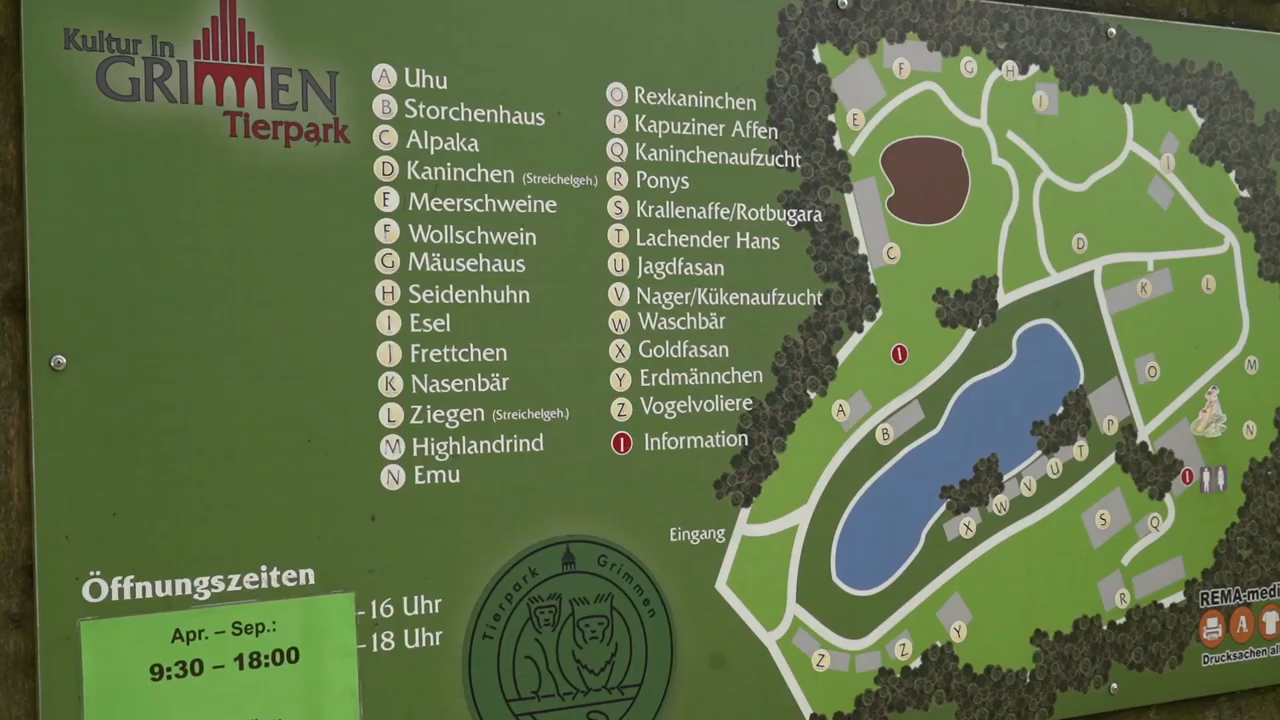 Kultur In
GRIMMEN
Tierpark
A Uhu
B Storchenhaus
C Alpaka
D Kaninchen (Streichelgeh.)
E Meerschweine
F Wollschwein
G Mäusehaus
H Seidenhuhn
I Esel
J Frettchen
K Nasenbär
L Ziegen (Streichelgeh.)
M Highlandrind
N Emu
O Rexkaninchen
P Kapuziner Affen
Q Kaninchenaufzucht
R Ponys
S Krallenaffe/Rotbugara
T Lachender Hans
U Jagdfasan
V Nager/Kükenaufzucht
W Waschbär
X Goldfasan
Y Erdmännchen
Z Vogelvoliere
I Information
F
G
H
I
E
J
C
D
K
L
I
O
M
A
B
P
N
T
U
I
V
W
X
S
Q
R
Y
Z
Z
Eingang
Öffnungszeiten
-16 Uhr
-18 Uhr
Apr. – Sep.:
9:30 – 18:00
Tierpark Grimmen
REMA-medi
A
Drucksachen al